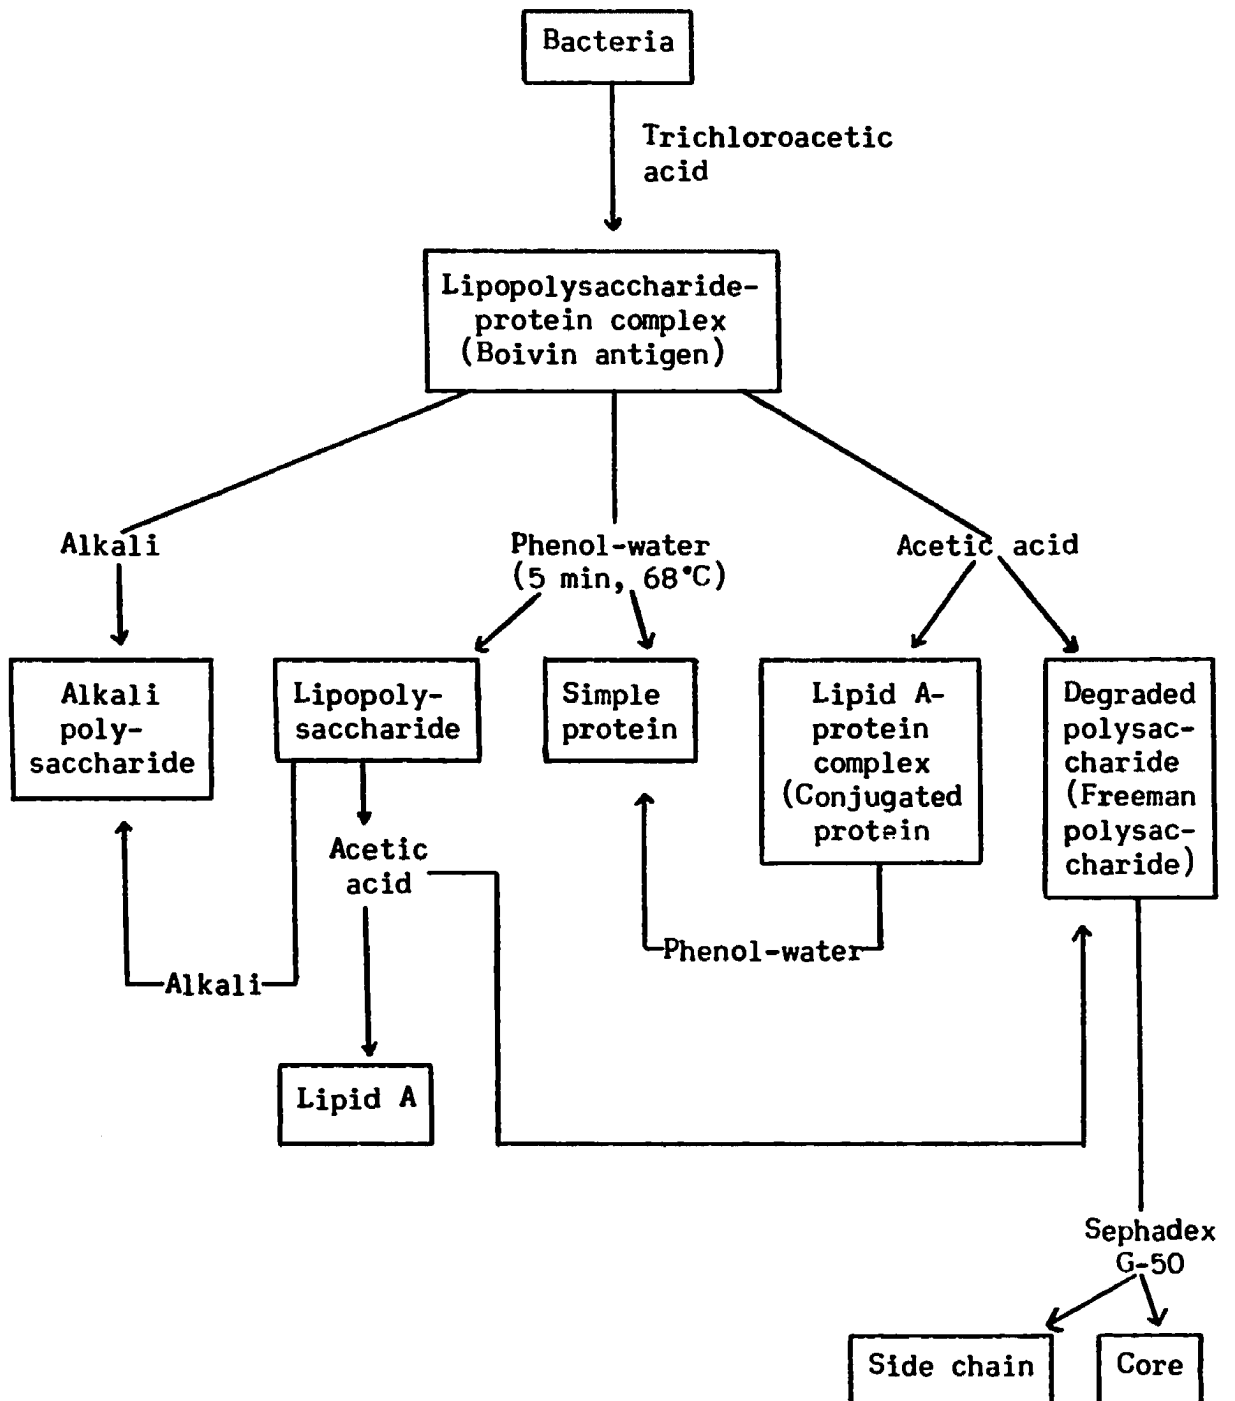 Bacteria
Trichloroacetic
acid
Lipopolysaccharide-
protein complex
(Boivin antigen)
Alkali
Phenol-water
(5 min, 68°C)
Acetic acid
Alkali
poly-
saccharide
Lipopoly-
saccharide
Simple
protein
Lipid A-
protein
complex
(Conjugated
protein
Degraded
polysac-
charide
(Freeman
polysac-
charide)
Acetic
acid
Phenol-water
Alkali
Lipid A
Sephadex
G-50
Side chain
Core